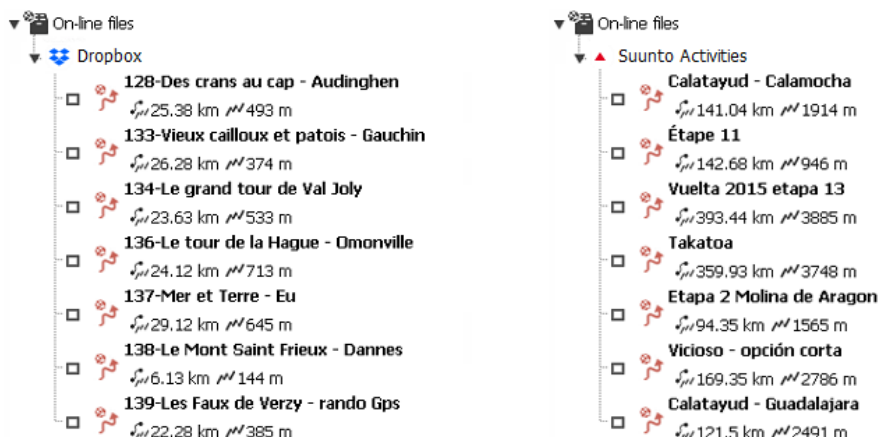 On-line files
Dropbox
128-Des crans au cap - Audinghen
25.38 km 493 m
133-Vieux cailloux et patois - Gauchin
26.28 km 374 m
134-Le grand tour de Val Joly
23.63 km 533 m
136-Le tour de la Hague - Omonville
24.12 km 713 m
137-Mer et Terre - Eu
29.12 km 645 m
138-Le Mont Saint Frieux - Dannes
6.13 km 144 m
139-Les Faux de Verzy - rando Gps
22.28 km 385 m
On-line files
Suunto Activities
Calatayud - Calamocha
141.04 km 1914 m
Étape 11
142.68 km 946 m
Vuelta 2015 etapa 13
393.44 km 3885 m
Takatoa
359.93 km 3748 m
Etapa 2 Molina de Aragon
94.35 km 1565 m
Vicioso - opción corta
169.35 km 2786 m
Calatayud - Guadalajara
121.5 km 2491 m